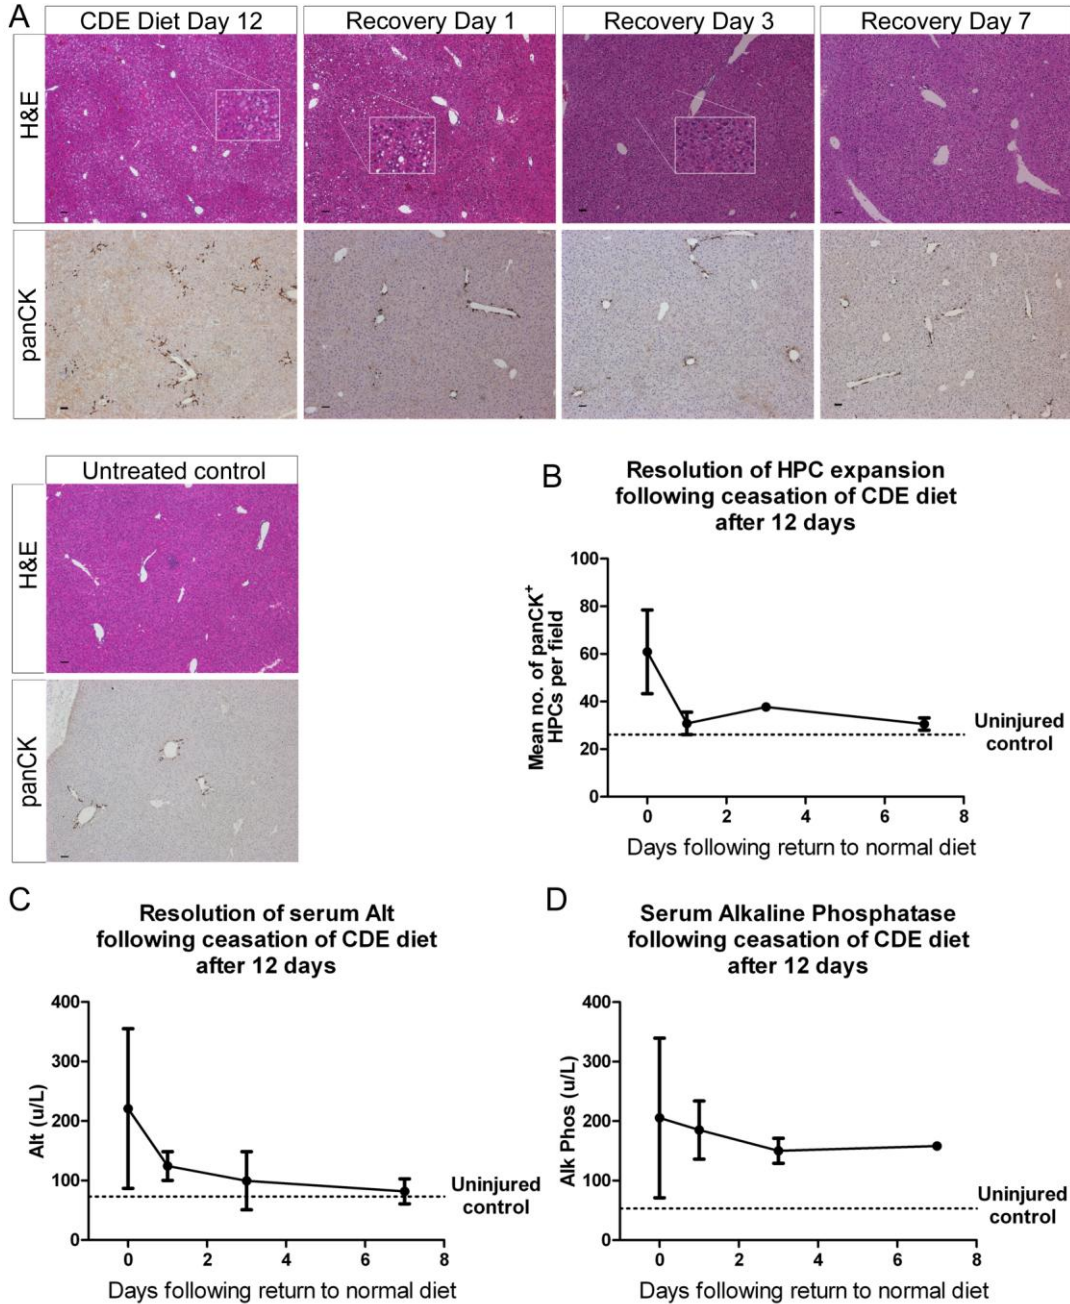 A
CDE Diet Day 12
Recovery Day 1
Recovery Day 3
Recovery Day 7
H&E
panCK
Untreated control
H&E
panCK
B
Resolution of HPC expansion
following ceasation of CDE diet
after 12 days
Mean no. of panCK+
HPCs per field
100
80
60
40
20
0
Uninjured
control
0 2 4 6 8
Days following return to normal diet
C
Resolution of serum Alt
following ceasation of CDE diet
after 12 days
Alt (u/L)
400
300
200
100
0
Uninjured
control
0 2 4 6 8
Days following return to normal diet
D
Serum Alkaline Phosphatase
following ceasation of CDE diet
after 12 days
Alk Phos (u/L)
400
300
200
100
0
Uninjured
control
0 2 4 6 8
Days following return to normal diet